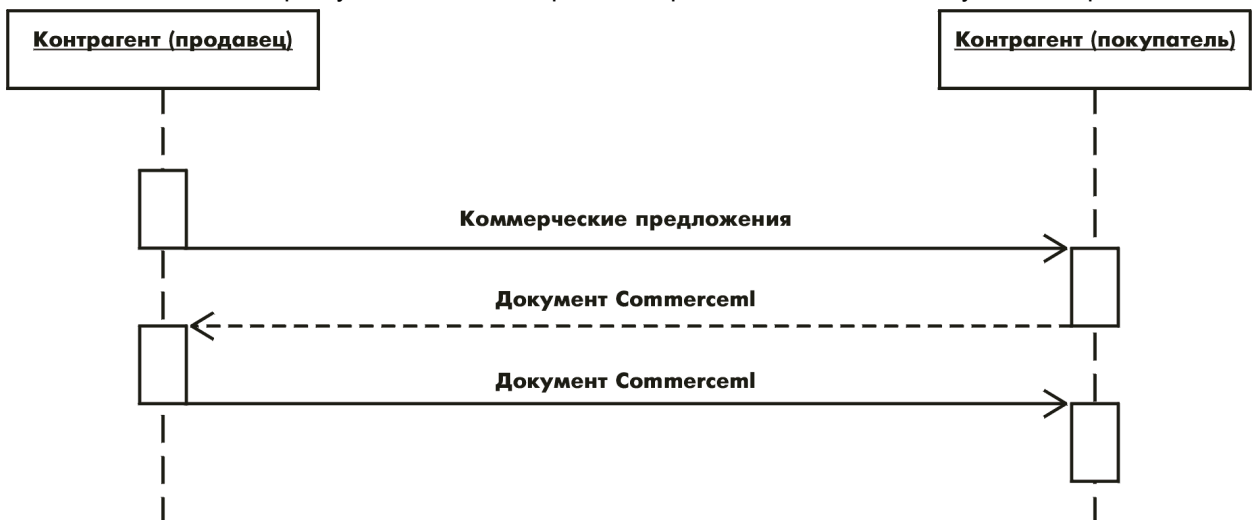 Контрагент (продавец)
Контрагент (покупатель)
Коммерческие предложения
Документ Commerceml
Документ Commerceml